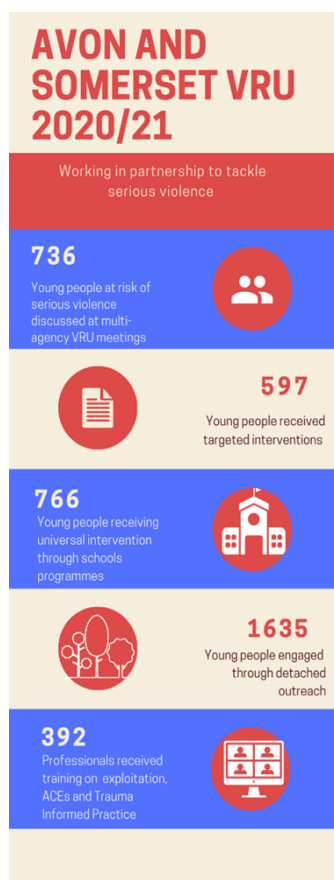 AVON AND
SOMERSET VRU
2020/21
Working in partnership to tackle
serious violence
736
Young people at risk of
serious violence
discussed at multi-
agency VRU meetings
597
Young people received
targeted interventions
766
Young people receiving
universal intervention
through schools
programmes
1635
Young people engaged
through detached
outreach
392
Professionals received
training on exploitation,
ACEs and Trauma
Informed Practice